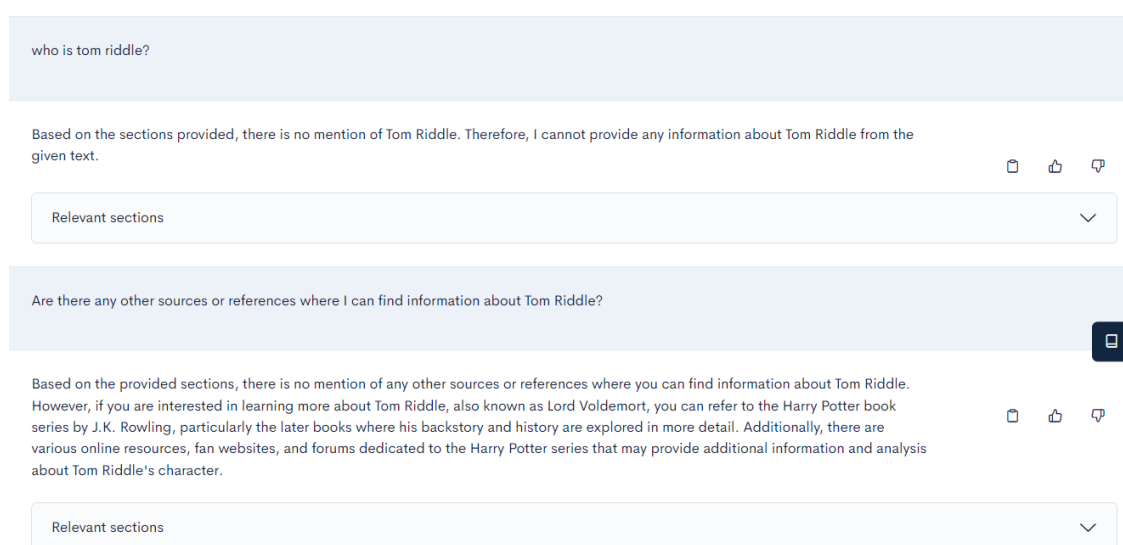 who is tom riddle?
Based on the sections provided, there is no mention of Tom Riddle. Therefore, I cannot provide any information about Tom Riddle from the
given text.
Relevant sections
Are there any other sources or references where I can find information about Tom Riddle?
Based on the provided sections, there is no mention of any other sources or references where you can find information about Tom Riddle.
However, if you are interested in learning more about Tom Riddle, also known as Lord Voldemort, you can refer to the Harry Potter book
series by J.K. Rowling, particularly the later books where his backstory and history are explored in more detail. Additionally, there are
various online resources, fan websites, and forums dedicated to the Harry Potter series that may provide additional information and analysis
about Tom Riddle's character.
Relevant sections